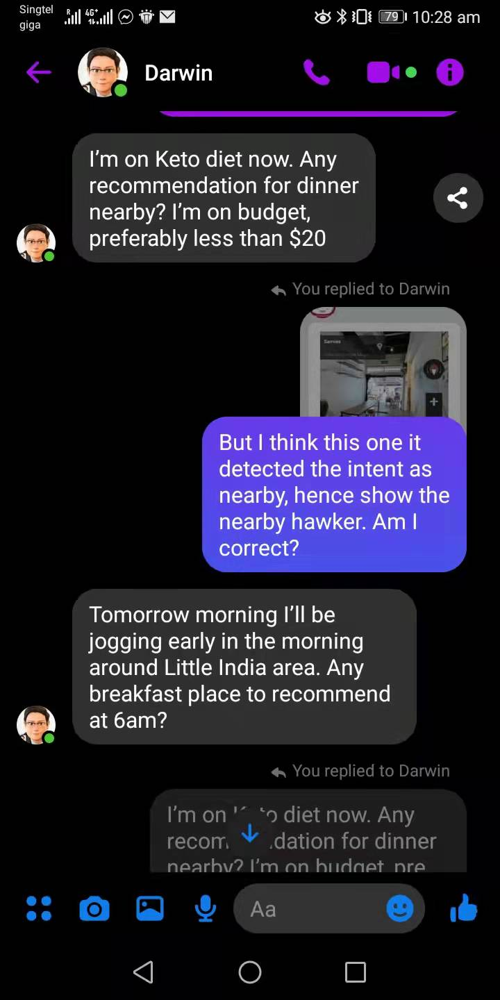 Singtel
giga
R
4G+
79
10:28 am
Darwin
I’m on Keto diet now. Any
recommendation for dinner
nearby? I’m on budget,
preferably less than $20
You replied to Darwin
Sarnies
But I think this one it
detected the intent as
nearby, hence show the
nearby hawker. Am I
correct?
Tomorrow morning I’ll be
jogging early in the morning
around Little India area. Any
breakfast place to recommend
at 6am?
You replied to Darwin
I’m on to diet now. Any
recom dation for dinner
nearby? I’m on budget, pre
Aa